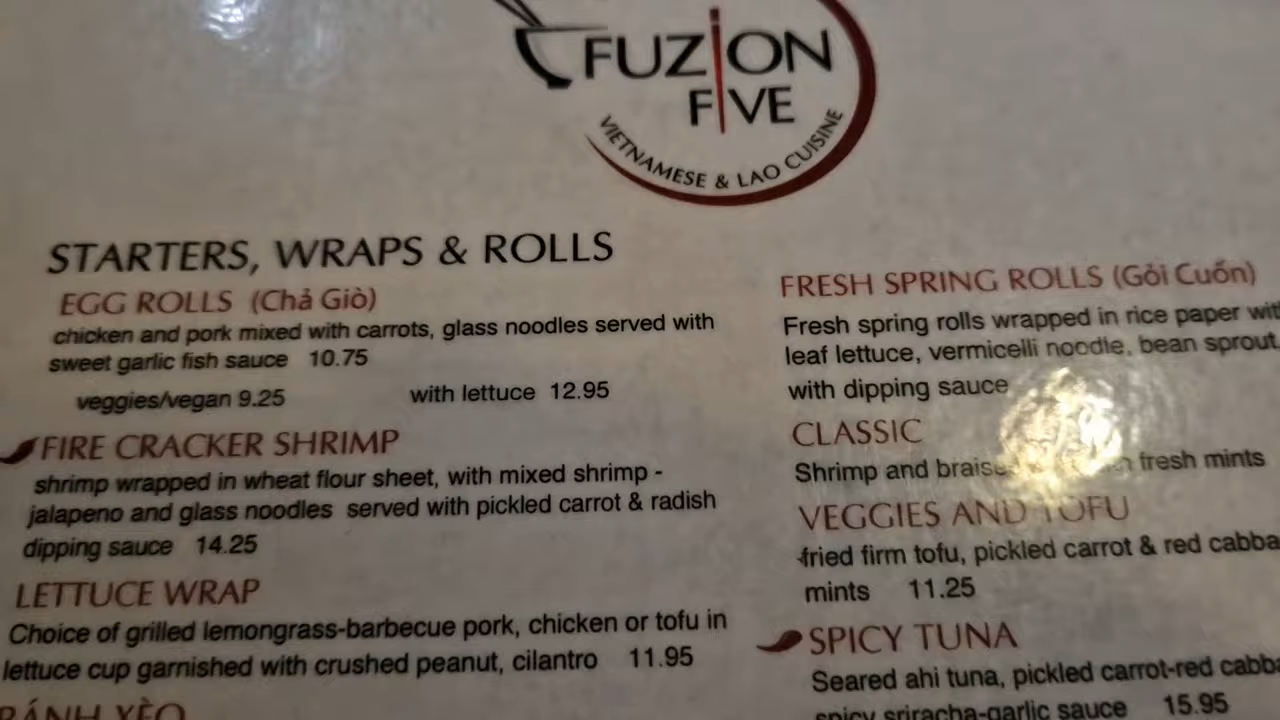 FUZION
FIVE
VIETNAMESE & LAO CUISINE
STARTERS, WRAPS & ROLLS
EGG ROLLS (Chả Giò)
chicken and pork mixed with carrots, glass noodles served with
sweet garlic fish sauce 10.75
veggies/vegan 9.25 with lettuce 12.95
FIRE CRACKER SHRIMP
shrimp wrapped in wheat flour sheet, with mixed shrimp -
jalapeno and glass noodles served with pickled carrot & radish
dipping sauce 14.25
LETTUCE WRAP
Choice of grilled lemongrass-barbecue pork, chicken or tofu in
lettuce cup garnished with crushed peanut, cilantro 11.95
BÁNH XÈO
FRESH SPRING ROLLS (Gỏi Cuốn)
Fresh spring rolls wrapped in rice paper
leaf lettuce, vermicelli noodle, bean sprout,
with dipping sauce
CLASSIC
Shrimp and fresh mints
VEGGIES AND TOFU
fried firm tofu, pickled carrot & red
mints 11.25
SPICY TUNA
Seared ahi tuna, pickled carrot-red
spicy sriracha-garlic sauce 15.95